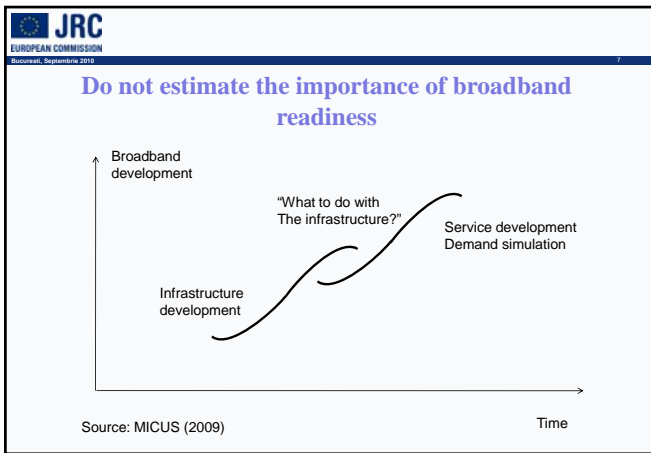 JRC
EUROPEAN COMMISSION
Bucuresti, Septembrie 2010 7
Do not estimate the importance of broadband
readiness
Broadband
development
“What to do with
The infrastructure?”
Service development
Demand simulation
Infrastructure
development
Time
Source: MICUS (2009)